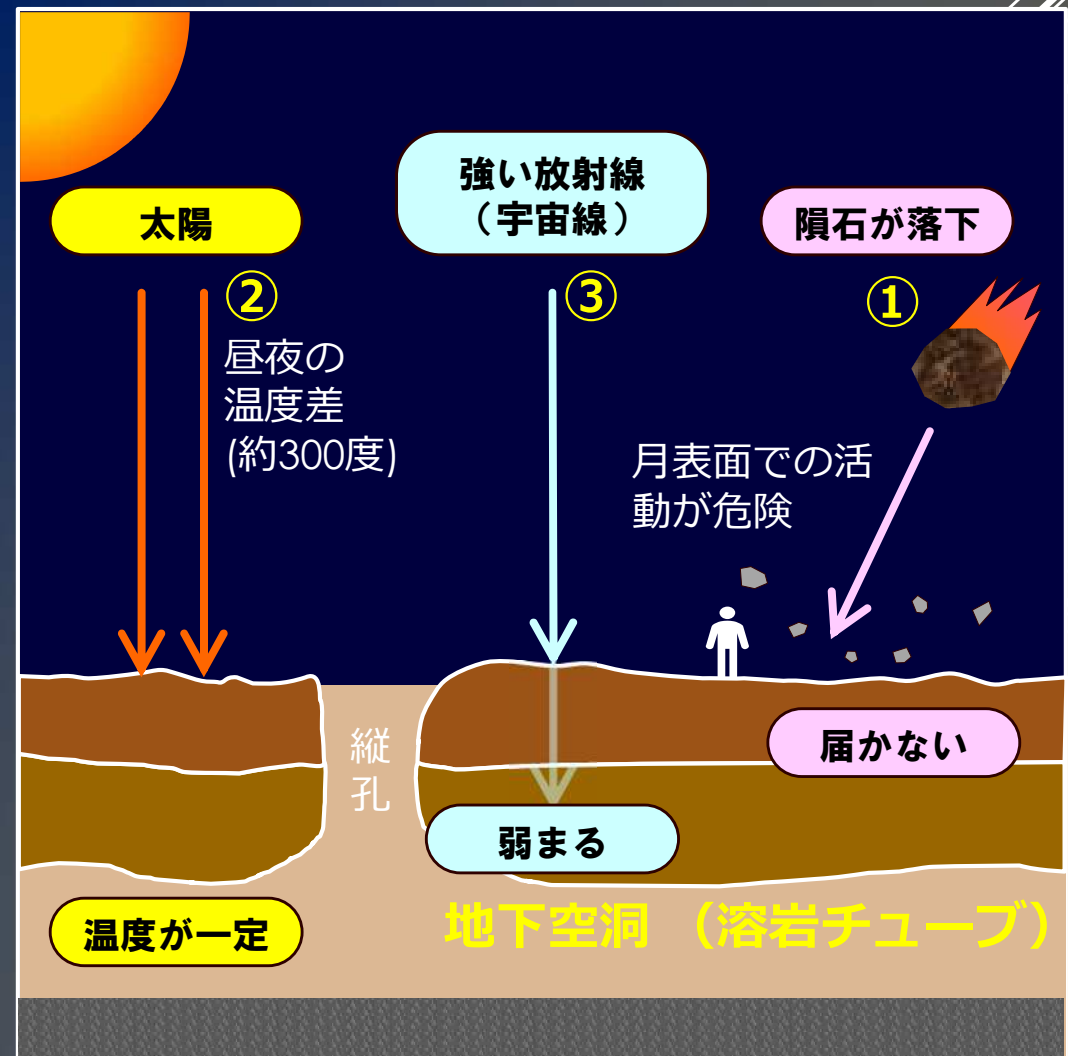 太陽
②
昼夜の
温度差
(約300度)
強い放射線
（宇宙線）
③
隕石が落下
①
月表面での活
動が危険
縦
孔
届かない
弱まる
温度が一定
地下空洞 （溶岩チューブ）